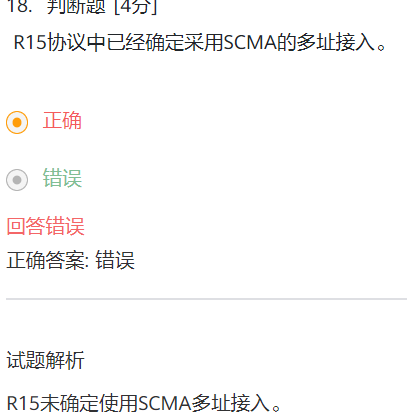 18. 判断题 [4分]
R15协议中已经确定采用SCMA的多址接入。
正确
错误
回答错误
正确答案: 错误
试题解析
R15未确定使用SCMA多址接入。